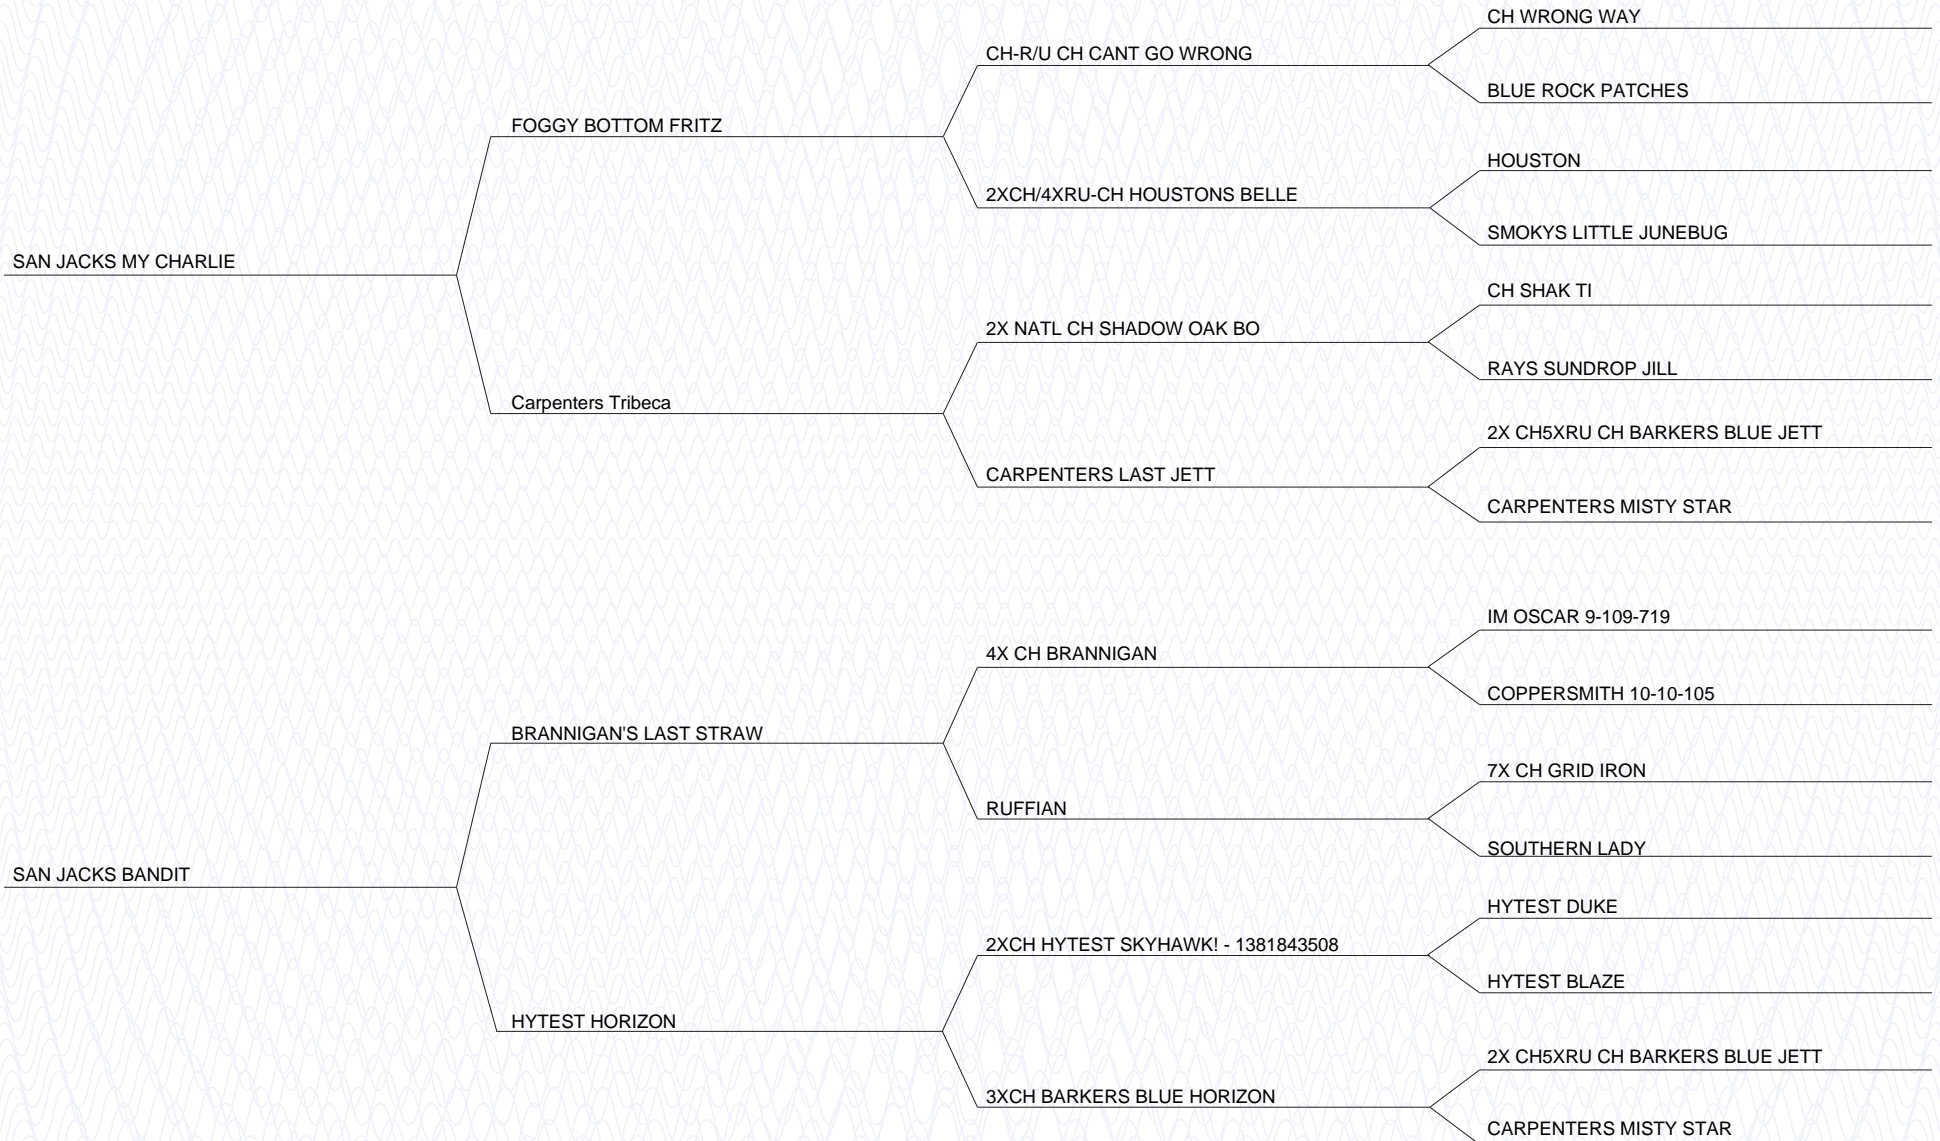 CH WRONG WAY
CH-R/U CH CANT GO WRONG
BLUE ROCK PATCHES
FOGGY BOTTOM FRITZ
HOUSTON
2XCH/4XRU-CH HOUSTONS BELLE
SMOKYS LITTLE JUNEBUG
SAN JACKS MY CHARLIE
CH SHAK TI
2X NATL CH SHADOW OAK BO
RAYS SUNDROP JILL
Carpenters Tribeca
2X CH5XRU CH BARKERS BLUE JETT
CARPENTERS LAST JETT
CARPENTERS MISTY STAR
IM OSCAR 9-109-719
4X CH BRANNIGAN
COPPERSMITH 10-10-105
BRANNIGAN'S LAST STRAW
7X CH GRID IRON
RUFFIAN
SOUTHERN LADY
SAN JACKS BANDIT
HYTEST DUKE
2XCH HYTEST SKYHAWK! - 1381843508
HYTEST BLAZE
HYTEST HORIZON
2X CH5XRU CH BARKERS BLUE JETT
3XCH BARKERS BLUE HORIZON
CARPENTERS MISTY STAR